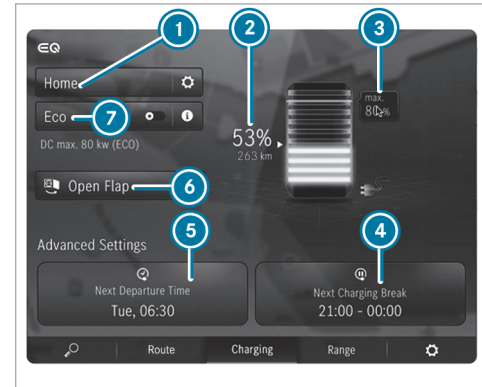 1
2
3
EQ
Home
max.
80 %
Eco
7
i
53%
263 km
DC max. 80 kw (ECO)
Open Flap
6
Advanced Settings
5
4
Next Departure Time
Tue, 06:30
Next Charging Break
21:00 - 00:00
Route
Charging
Range